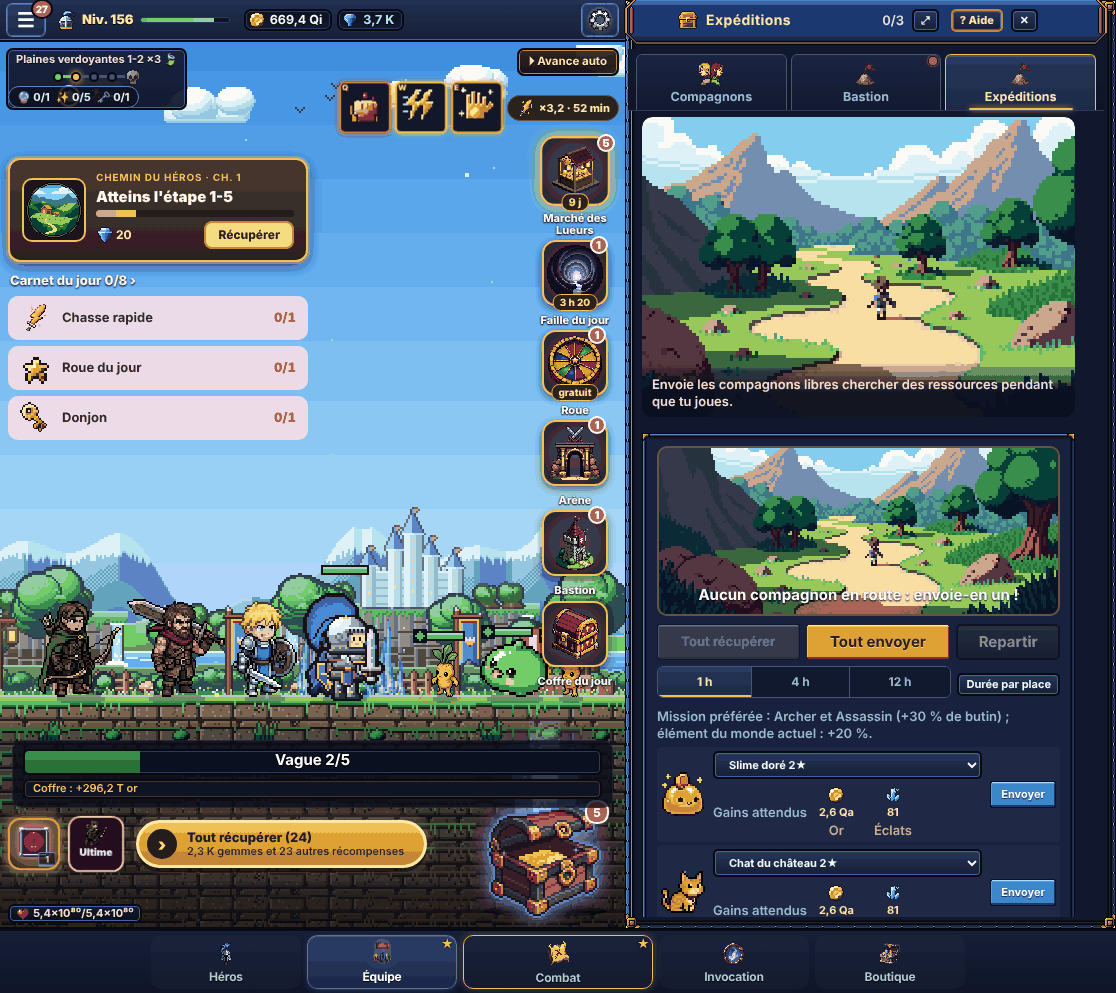 27
Niv. 156
669,4 Qi
3,7 K
Plaines verdoyantes 1-2 ×3
0/1
0/5
0/1
Avance auto
Q
W
E
×3,2 · 52 min
CHEMIN DU HÉROS · CH. 1
Atteins l'étape 1-5
20
Récupérer
Carnet du jour 0/8 ›
Chasse rapide
0/1
Roue du jour
0/1
Donjon
0/1
5
9 j
Marché des
Lueurs
1
3 h 20
Faille du jour
1
gratuit
Roue
1
Arène
1
Bastion
Coffre du jour
Vague 2/5
Coffre : +296,2 T or
1
Ultime
Tout récupérer (24)
2,3 K gemmes et 23 autres récompenses
5
5,4×10⁸⁰/5,4×10⁸⁰
Héros
Équipe
Combat
Invocation
Boutique
Expéditions
0/3
? Aide
Compagnons
Bastion
Expéditions
Envoie les compagnons libres chercher des ressources pendant
que tu joues.
Aucun compagnon en route : envoie-en un !
Tout récupérer
Tout envoyer
Repartir
1 h
4 h
12 h
Durée par place
Mission préférée : Archer et Assassin (+30 % de butin) ;
élément du monde actuel : +20 %.
Slime doré 2★
Gains attendus
2,6 Qa
Or
81
Éclats
Envoyer
Chat du château 2★
Gains attendus
2,6 Qa
81
Envoyer